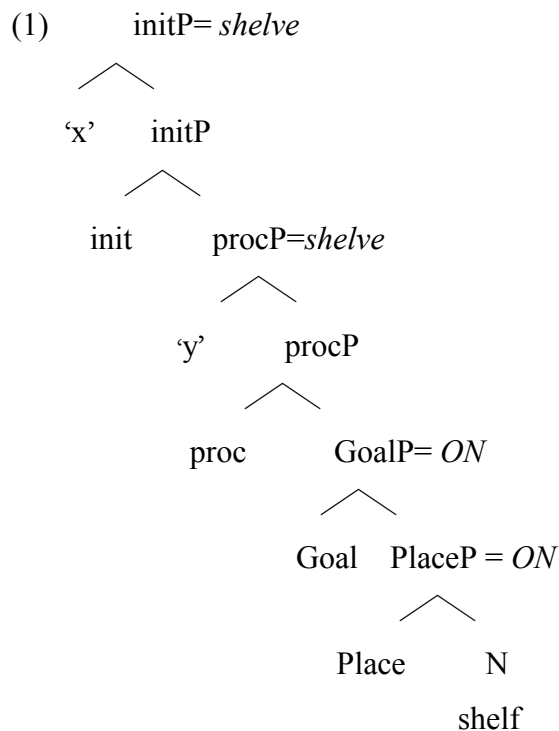 (1) initP= shelve
‘x’ initP
init procP=shelve
‘y’ procP
proc GoalP= ON
Goal PlaceP = ON
Place N
shelf